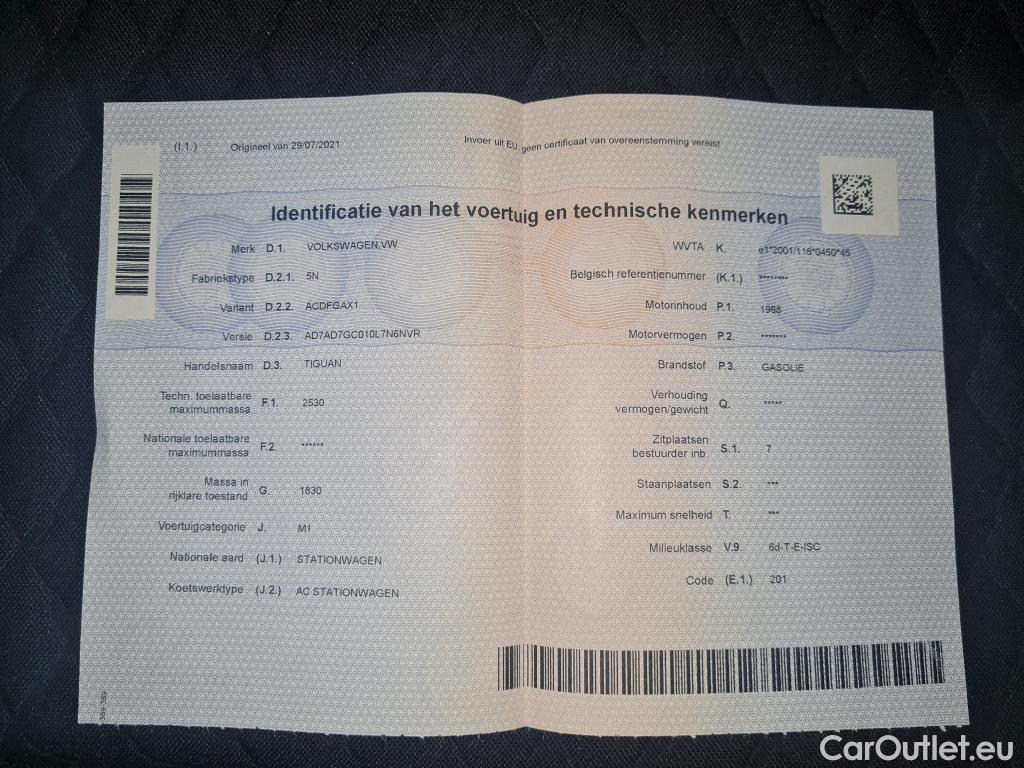 (I.1.) Origineel van 29/07/2021
Invoer uit EU, geen certificaat van overeenstemming vereist
Identificatie van het voertuig en technische kenmerken
Merk D.1. VOLKSWAGEN,VW
Fabriekstype D.2.1. 5N
Variant D.2.2. ACDFGAX1
Versie D.2.3. AD7AD7GC010L7N6NVR
Handelsnaam D.3. TIGUAN
Techn. toelaatbare
maximummassa F.1. 2530
Nationale toelaatbare
maximummassa F.2. ******
Massa in
rijklare toestand G. 1830
Voertuigcategorie J. M1
Nationale aard (J.1.) STATIONWAGEN
Koetswerktype (J.2.) AC STATIONWAGEN
WVTA K. e1*2001/116*0450*45
Belgisch referentienummer (K.1.) ********
Motorinhoud P.1. 1968
Motorvermogen P.2. *******
Brandstof P.3. GASOLIE
Verhouding
vermogen/gewicht Q. *****
Zitplaatsen
bestuurder inb. S.1. 7
Staanplaatsen S.2. ***
Maximum snelheid T. ***
Milieuklasse V.9. 6d-T-E-ISC
Code (E.1.) 201
CarOutlet.eu